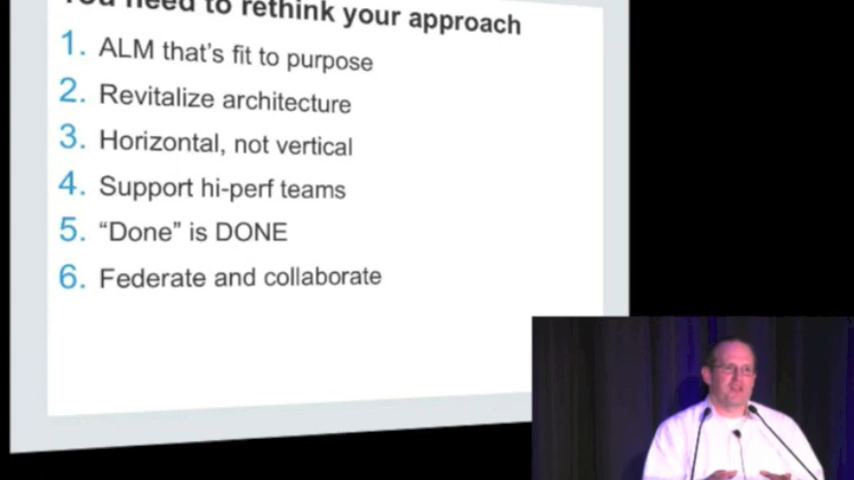 You need to rethink your approach
1. ALM that's fit to purpose
2. Revitalize architecture
3. Horizontal, not vertical
4. Support hi-perf teams
5. “Done” is DONE
6. Federate and collaborate